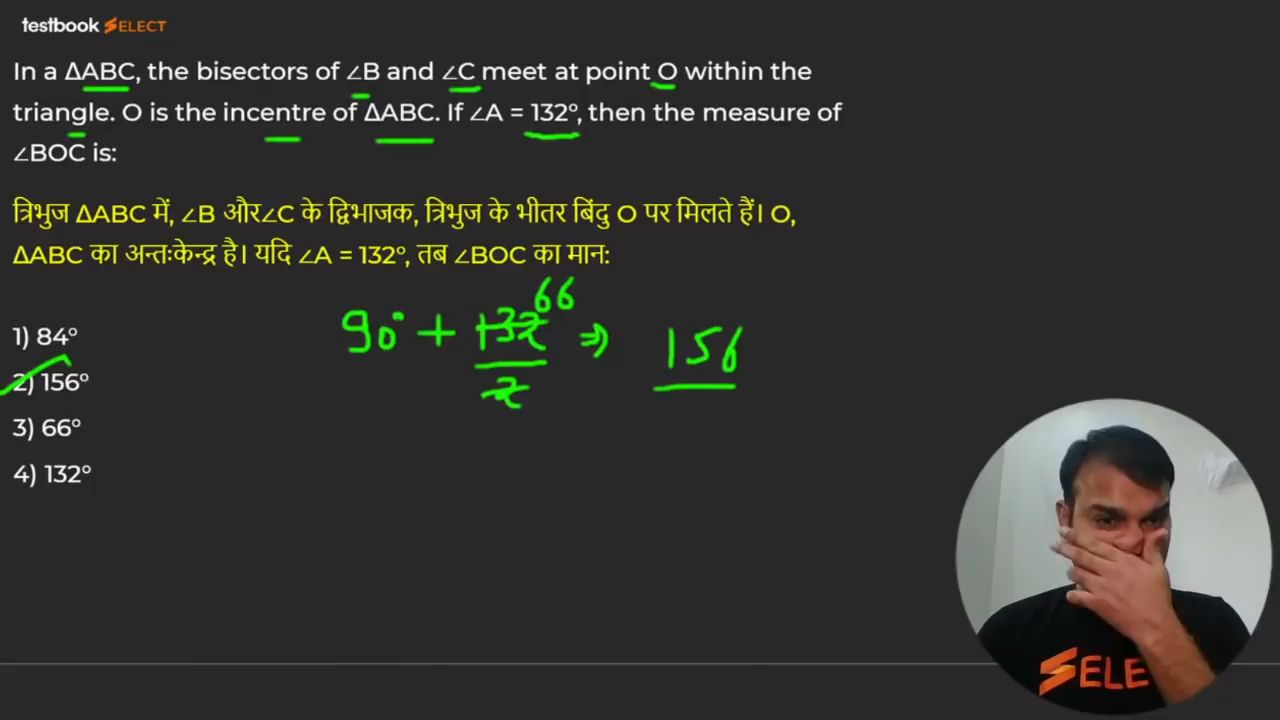 testbook SELECT
In a ΔABC, the bisectors of ∠B and ∠C meet at point O within the
triangle. O is the incentre of ΔABC. If ∠A = 132°, then the measure of
∠BOC is:
त्रिभुज ΔABC में, ∠B और∠C के द्विभाजक, त्रिभुज के भीतर बिंदु O पर मिलते हैं। O,
ΔABC का अन्तःकेन्द्र है। यदि ∠A = 132°, तब ∠BOC का मान:
66
90° + 132 ⇒ 156
2
1) 84°
2) 156°
3) 66°
4) 132°
SELE